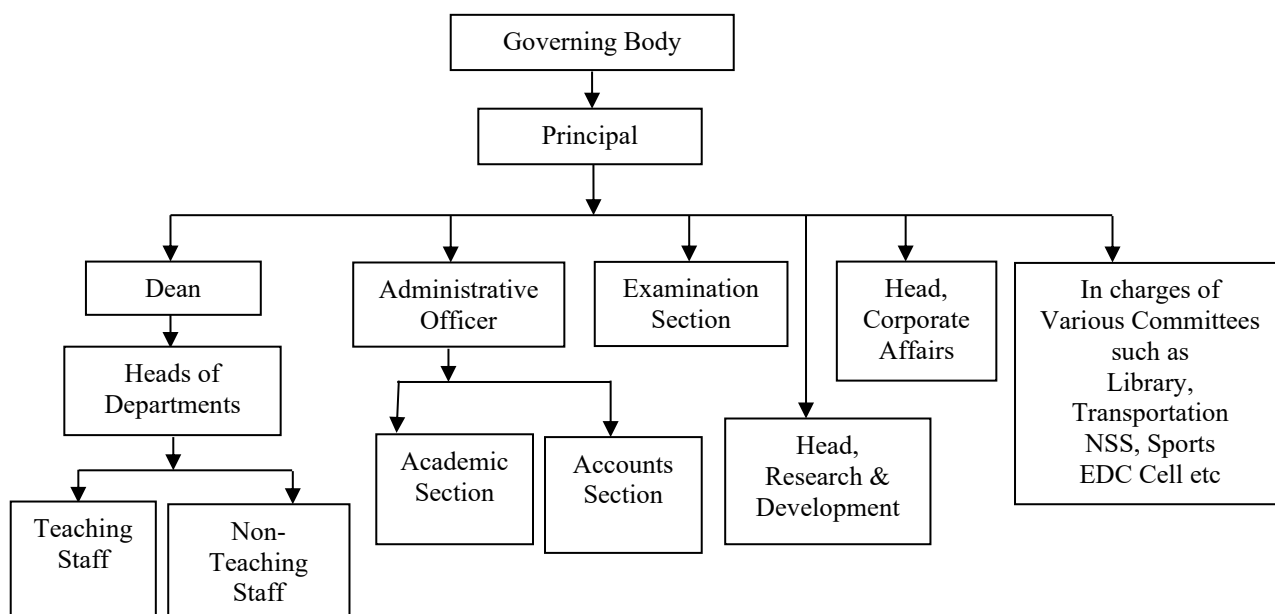 Governing Body
Principal
Dean
Administrative
Officer
Examination
Section
Head,
Corporate
Affairs
In charges of
Various Committees
such as
Library,
Transportation
NSS, Sports
EDC Cell etc
Heads of
Departments
Academic
Section
Accounts
Section
Head,
Research &
Development
Teaching
Staff
Non-
Teaching
Staff